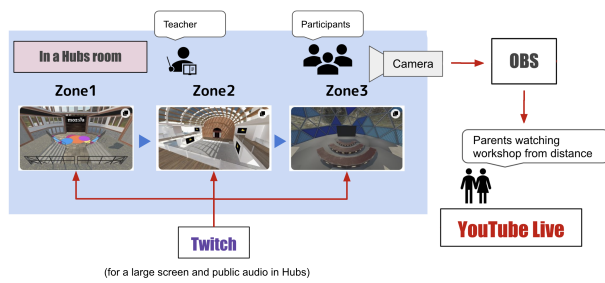 Teacher
Participants
In a Hubs room
Camera
OBS
Zone1
Zone2
Zone3
mozilla
Parents watching
workshop from distance
Twitch
YouTube Live
(for a large screen and public audio in Hubs)